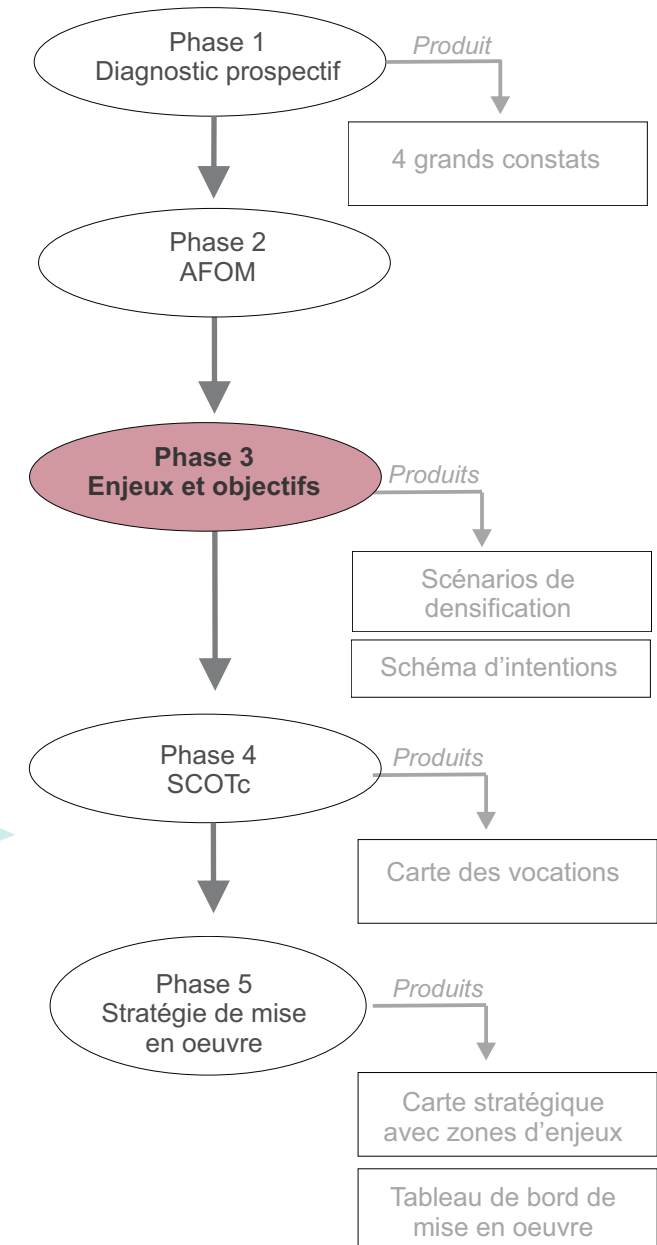 Phase 1
Diagnostic prospectif
Produit
4 grands constats
Phase 2
AFOM
Phase 3
Enjeux et objectifs
Produits
Scénarios de
densification
Schéma d'intentions
Phase 4
SCOTc
Produits
Carte des vocations
Phase 5
Stratégie de mise
en oeuvre
Produits
Carte stratégique
avec zones d'enjeux
Tableau de bord de
mise en oeuvre